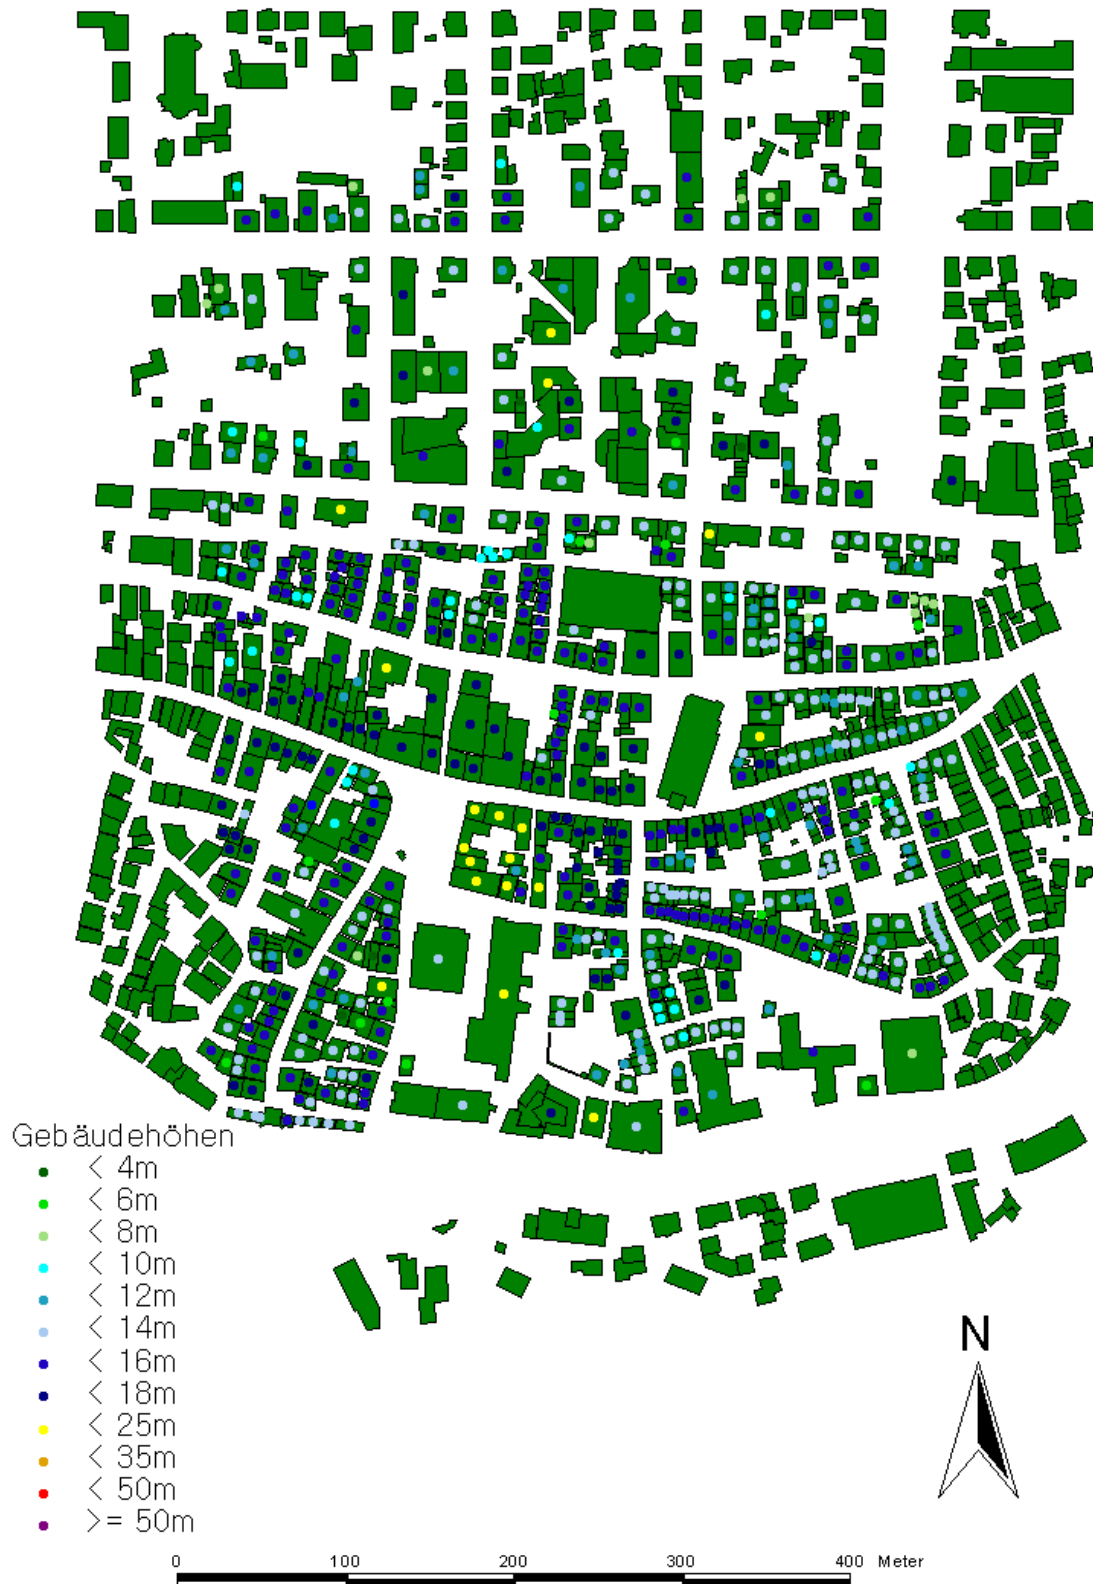 Gebäudehöhen
< 4m
< 6m
< 8m
< 10m
< 12m
< 14m
< 16m
< 18m
< 25m
< 35m
< 50m
>= 50m
N
0 100 200 300 400 Meter